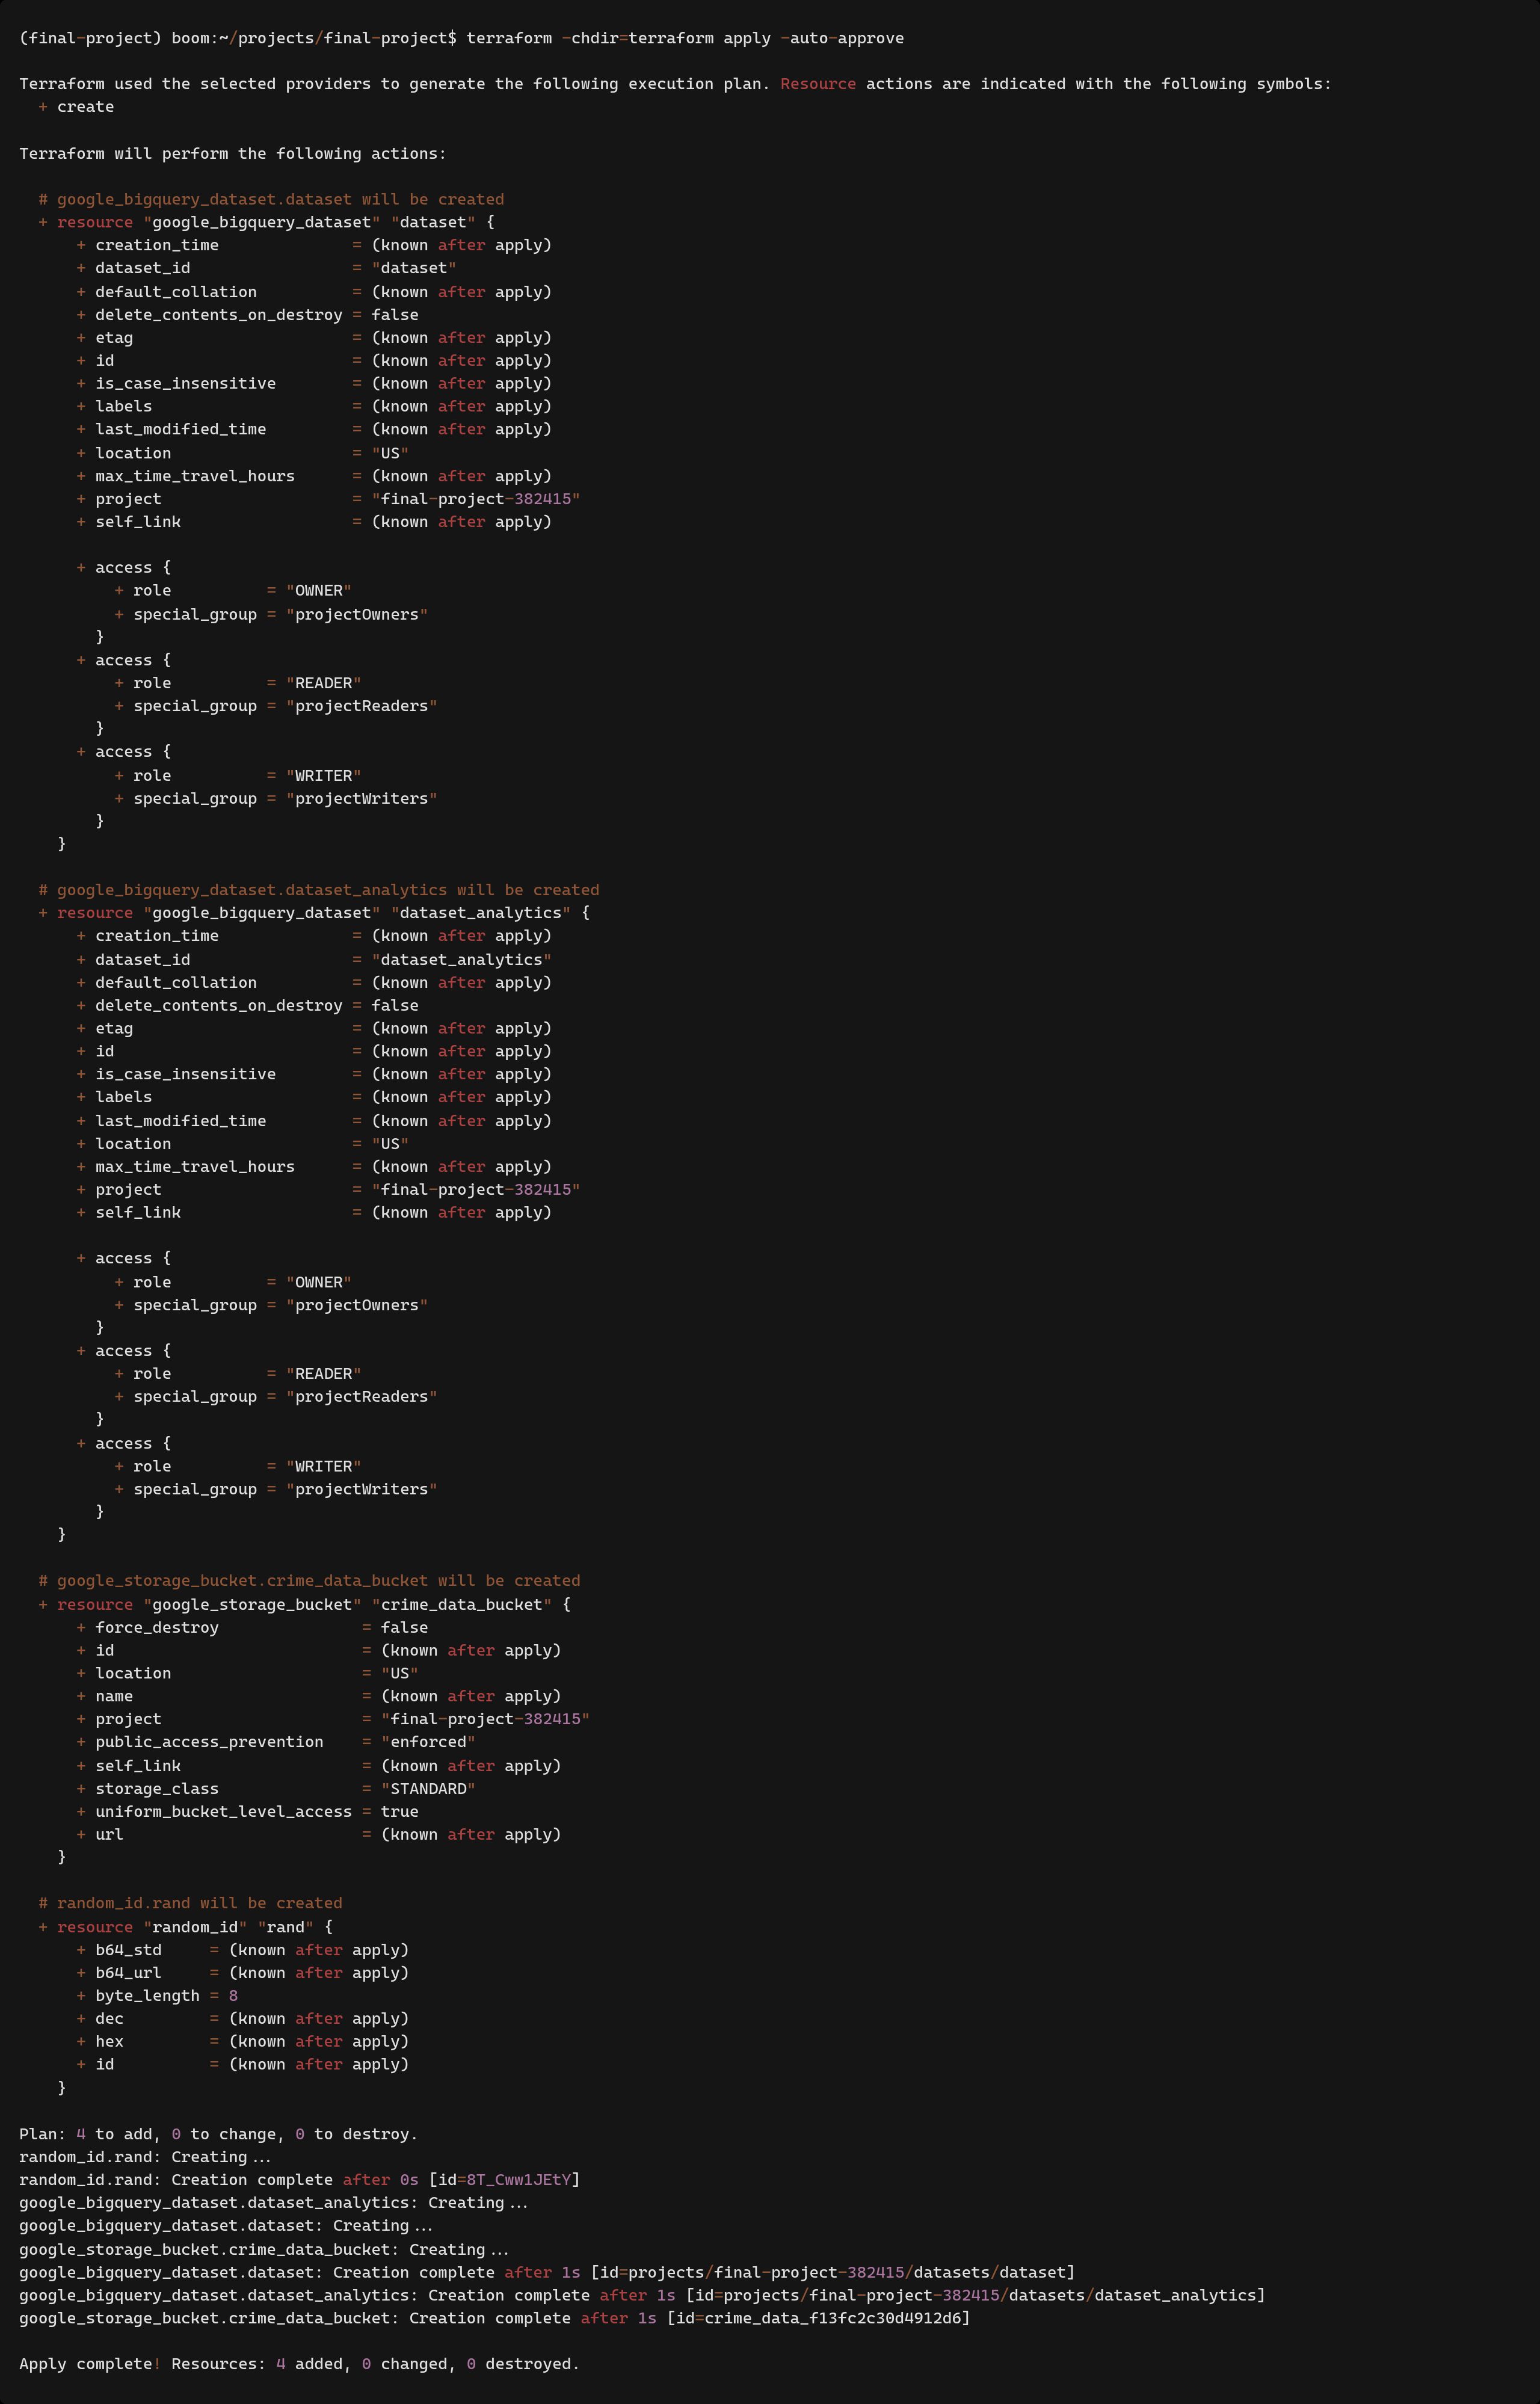 (final-project) boom:~/projects/final-project$ terraform -chdir=terraform apply -auto-approve

Terraform used the selected providers to generate the following execution plan. Resource actions are indicated with the following symbols:
  + create

Terraform will perform the following actions:

  # google_bigquery_dataset.dataset will be created
  + resource "google_bigquery_dataset" "dataset" {
      + creation_time              = (known after apply)
      + dataset_id                 = "dataset"
      + default_collation          = (known after apply)
      + delete_contents_on_destroy = false
      + etag                       = (known after apply)
      + id                         = (known after apply)
      + is_case_insensitive        = (known after apply)
      + labels                     = (known after apply)
      + last_modified_time         = (known after apply)
      + location                   = "US"
      + max_time_travel_hours      = (known after apply)
      + project                    = "final-project-382415"
      + self_link                  = (known after apply)

      + access {
          + role          = "OWNER"
          + special_group = "projectOwners"
        }
      + access {
          + role          = "READER"
          + special_group = "projectReaders"
        }
      + access {
          + role          = "WRITER"
          + special_group = "projectWriters"
        }
    }

  # google_bigquery_dataset.dataset_analytics will be created
  + resource "google_bigquery_dataset" "dataset_analytics" {
      + creation_time              = (known after apply)
      + dataset_id                 = "dataset_analytics"
      + default_collation          = (known after apply)
      + delete_contents_on_destroy = false
      + etag                       = (known after apply)
      + id                         = (known after apply)
      + is_case_insensitive        = (known after apply)
      + labels                     = (known after apply)
      + last_modified_time         = (known after apply)
      + location                   = "US"
      + max_time_travel_hours      = (known after apply)
      + project                    = "final-project-382415"
      + self_link                  = (known after apply)

      + access {
          + role          = "OWNER"
          + special_group = "projectOwners"
        }
      + access {
          + role          = "READER"
          + special_group = "projectReaders"
        }
      + access {
          + role          = "WRITER"
          + special_group = "projectWriters"
        }
    }

  # google_storage_bucket.crime_data_bucket will be created
  + resource "google_storage_bucket" "crime_data_bucket" {
      + force_destroy               = false
      + id                          = (known after apply)
      + location                    = "US"
      + name                        = (known after apply)
      + project                     = "final-project-382415"
      + public_access_prevention    = "enforced"
      + self_link                   = (known after apply)
      + storage_class               = "STANDARD"
      + uniform_bucket_level_access = true
      + url                         = (known after apply)
    }

  # random_id.rand will be created
  + resource "random_id" "rand" {
      + b64_std     = (known after apply)
      + b64_url     = (known after apply)
      + byte_length = 8
      + dec         = (known after apply)
      + hex         = (known after apply)
      + id          = (known after apply)
    }

Plan: 4 to add, 0 to change, 0 to destroy.
random_id.rand: Creating...
random_id.rand: Creation complete after 0s [id=8T_Cww1JEtY]
google_bigquery_dataset.dataset_analytics: Creating...
google_bigquery_dataset.dataset: Creating...
google_storage_bucket.crime_data_bucket: Creating...
google_bigquery_dataset.dataset: Creation complete after 1s [id=projects/final-project-382415/datasets/dataset]
google_bigquery_dataset.dataset_analytics: Creation complete after 1s [id=projects/final-project-382415/datasets/dataset_analytics]
google_storage_bucket.crime_data_bucket: Creation complete after 1s [id=crime_data_f13fc2c30d4912d6]

Apply complete! Resources: 4 added, 0 changed, 0 destroyed.